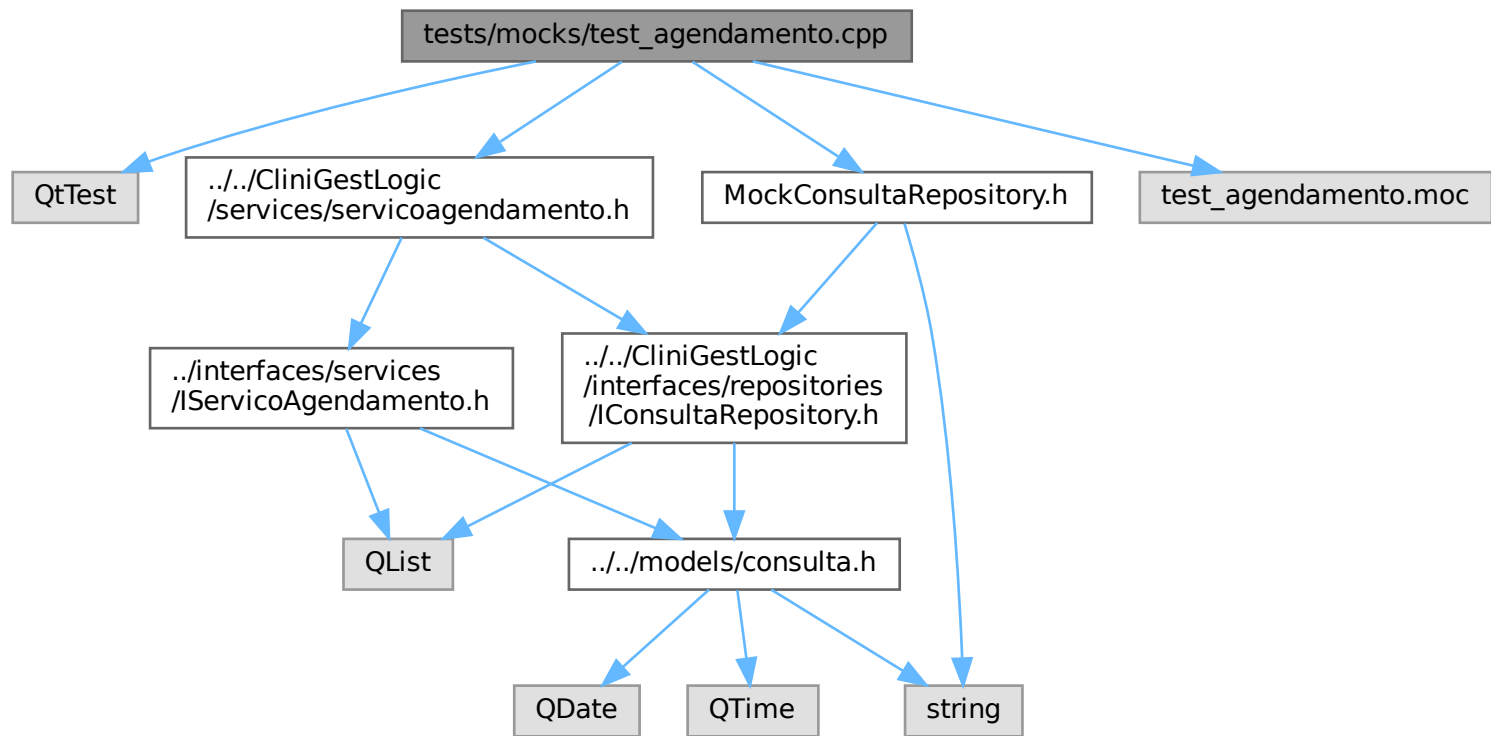 tests/mocks/test_agendamento.cpp
QtTest
../../CliniGestLogic
/services/servicoagendamento.h
MockConsultaRepository.h
test_agendamento.moc
../interfaces/services
/IServicoAgendamento.h
../../CliniGestLogic
/interfaces/repositories
/IConsultaRepository.h
QList
../../models/consulta.h
QDate
QTime
string